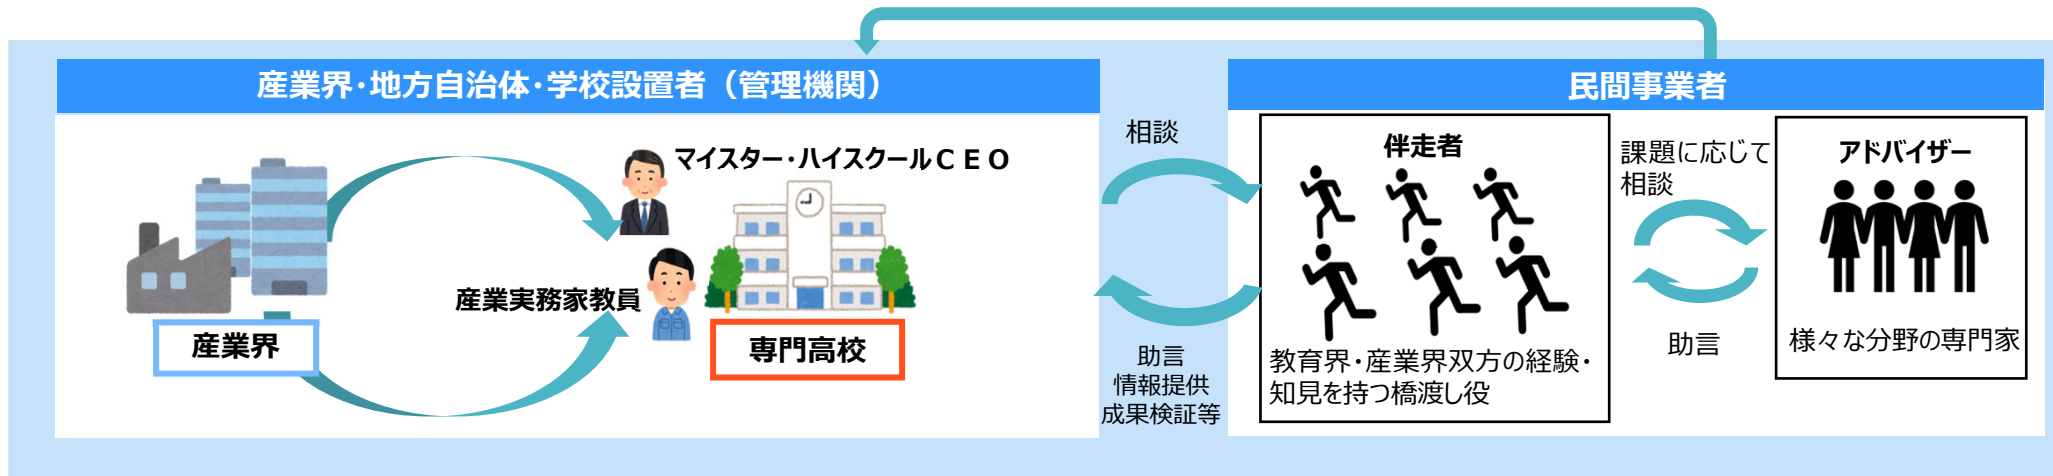 産業界･地方自治体･学校設置者（管理機関）
マイスター･ハイスクールＣＥＯ
産業実務家教員
産業界
専門高校
相談
助言
情報提供
成果検証等
民間事業者
伴走者
教育界･産業界双方の経験･
知見を持つ橋渡し役
課題に応じて
相談
助言
アドバイザー
様々な分野の専門家